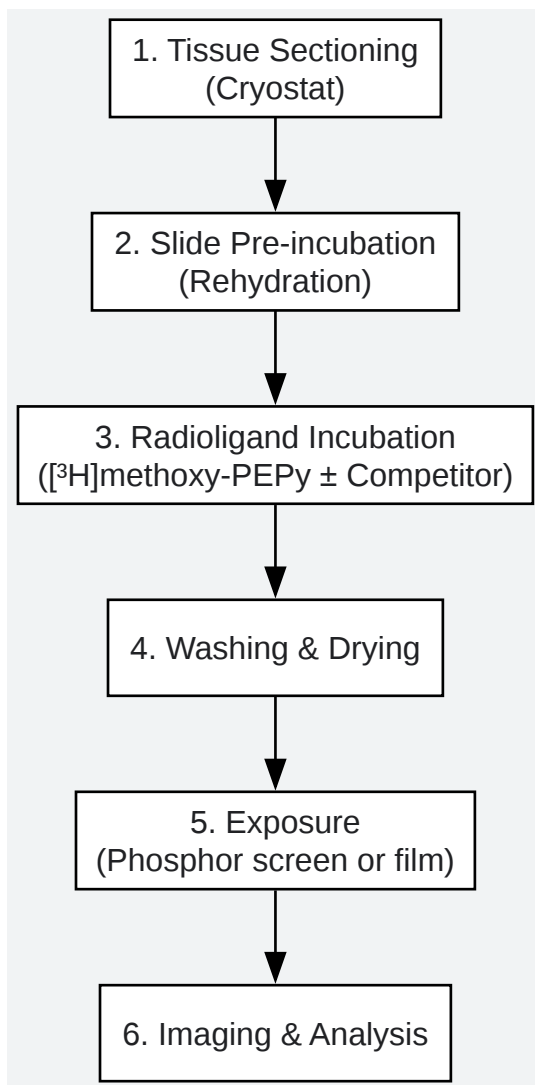 1. Tissue Sectioning
(Cryostat)
2. Slide Pre-incubation
(Rehydration)
3. Radioligand Incubation
([³H]methoxy-PEPy ± Competitor)
4. Washing & Drying
5. Exposure
(Phosphor screen or film)
6. Imaging & Analysis